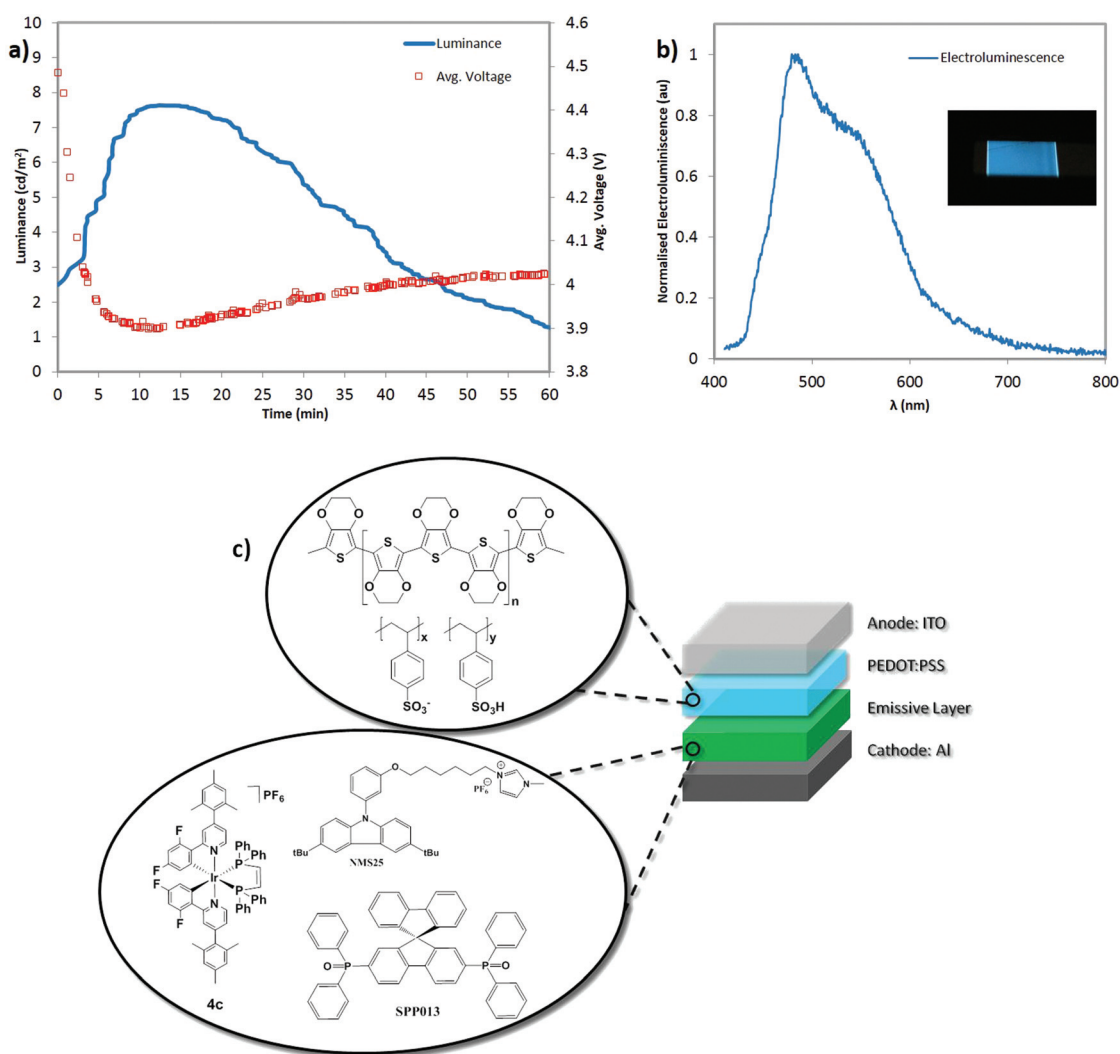 a)
10
9
8
7
6
5
4
3
2
1
0
Luminance (cd/m²)
Luminance
Avg. Voltage
4.6
4.5
4.4
4.3
4.2
4.1
4
3.9
3.8
Avg. Voltage (V)
0 5 10 15 20 25 30 35 40 45 50 55 60
Time (min)
b)
1
0.8
0.6
0.4
0.2
0
Normalised Electroluminiscence (au)
Electroluminescence
400 500 600 700 800
λ (nm)
c)
O O O O O O
S S
S S S
O O O O
n
x y
SO₃⁻ SO₃H
Anode: ITO
PEDOT:PSS
Emissive Layer
Cathode: Al
PF₆
F
F
F
F
N
N
Ir
P
P
Ph Ph
Ph
Ph
4c
O
N
+
N
PF₆
−
N
tBu tBu
NMS25
O=P P=O
SPP013